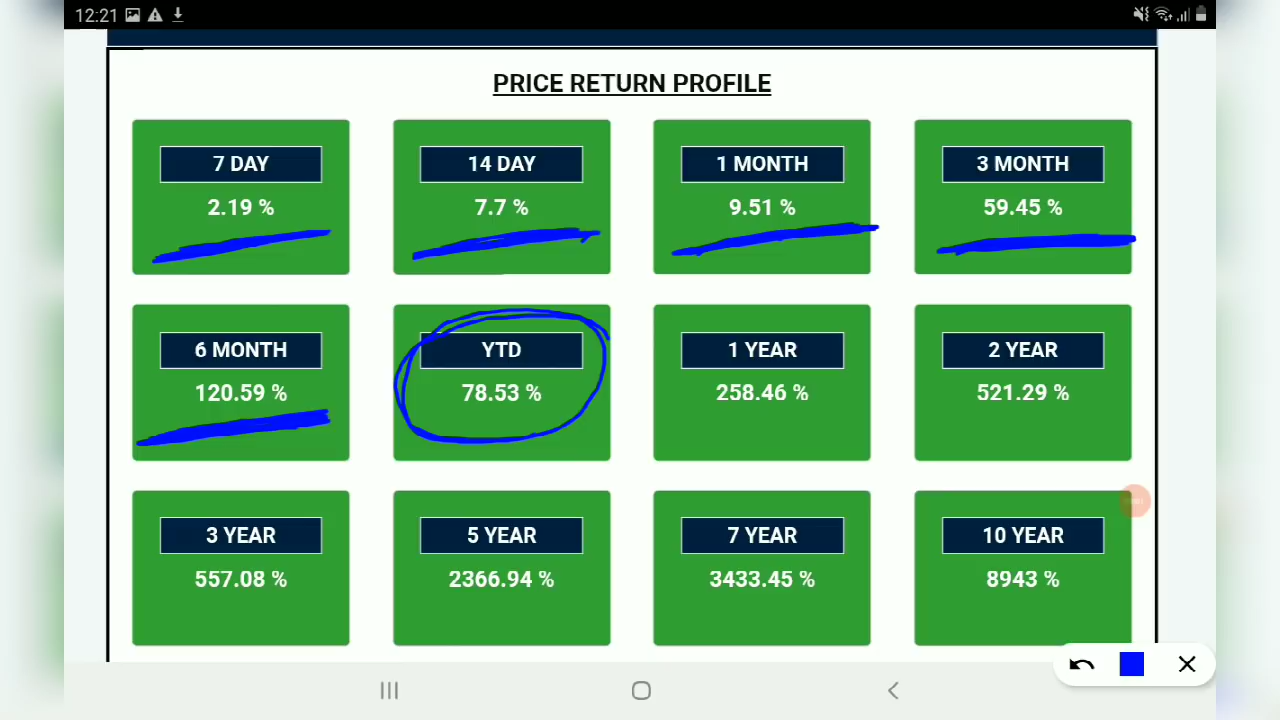 12:21
PRICE RETURN PROFILE
7 DAY
2.19 %
14 DAY
7.7 %
1 MONTH
9.51 %
3 MONTH
59.45 %
6 MONTH
120.59 %
YTD
78.53 %
1 YEAR
258.46 %
2 YEAR
521.29 %
3 YEAR
557.08 %
5 YEAR
2366.94 %
7 YEAR
3433.45 %
10 YEAR
8943 %